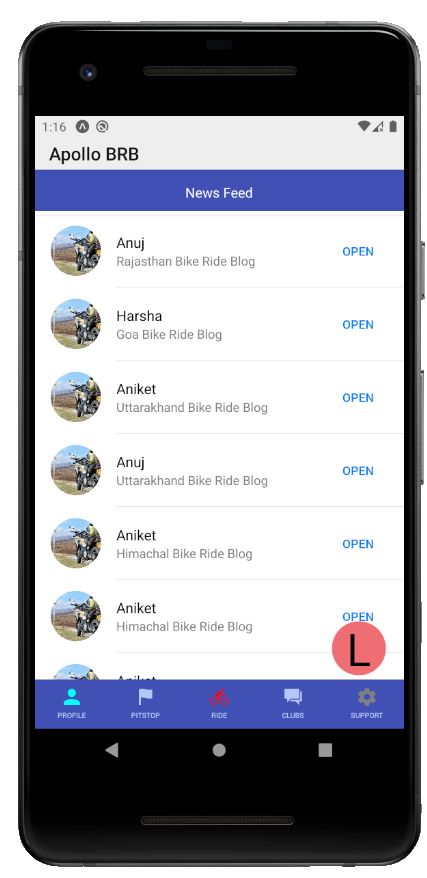 1:16
Apollo BRB
News Feed
Anuj
Rajasthan Bike Ride Blog
OPEN
Harsha
Goa Bike Ride Blog
OPEN
Aniket
Uttarakhand Bike Ride Blog
OPEN
Anuj
Uttarakhand Bike Ride Blog
OPEN
Aniket
Himachal Bike Ride Blog
OPEN
Aniket
Himachal Bike Ride Blog
OPEN
L
Aniket
PROFILE
PITSTOP
RIDE
CLUBS
SUPPORT